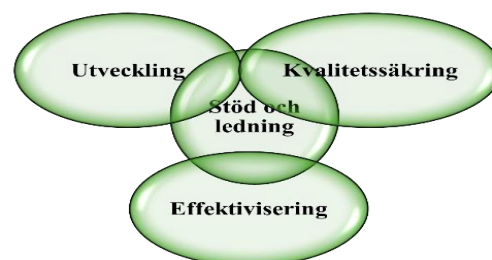 Utveckling
Kvalitetssäkring
Stöd och
ledning
Effektivisering